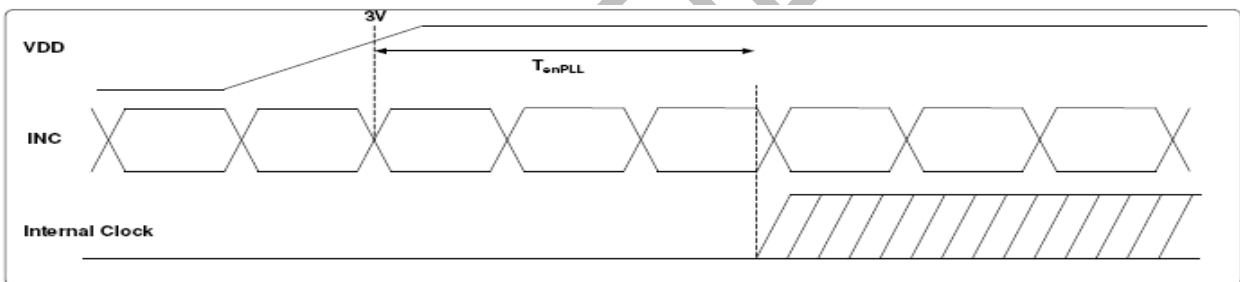 3V
VDD
TenPLL
INC
Internal Clock